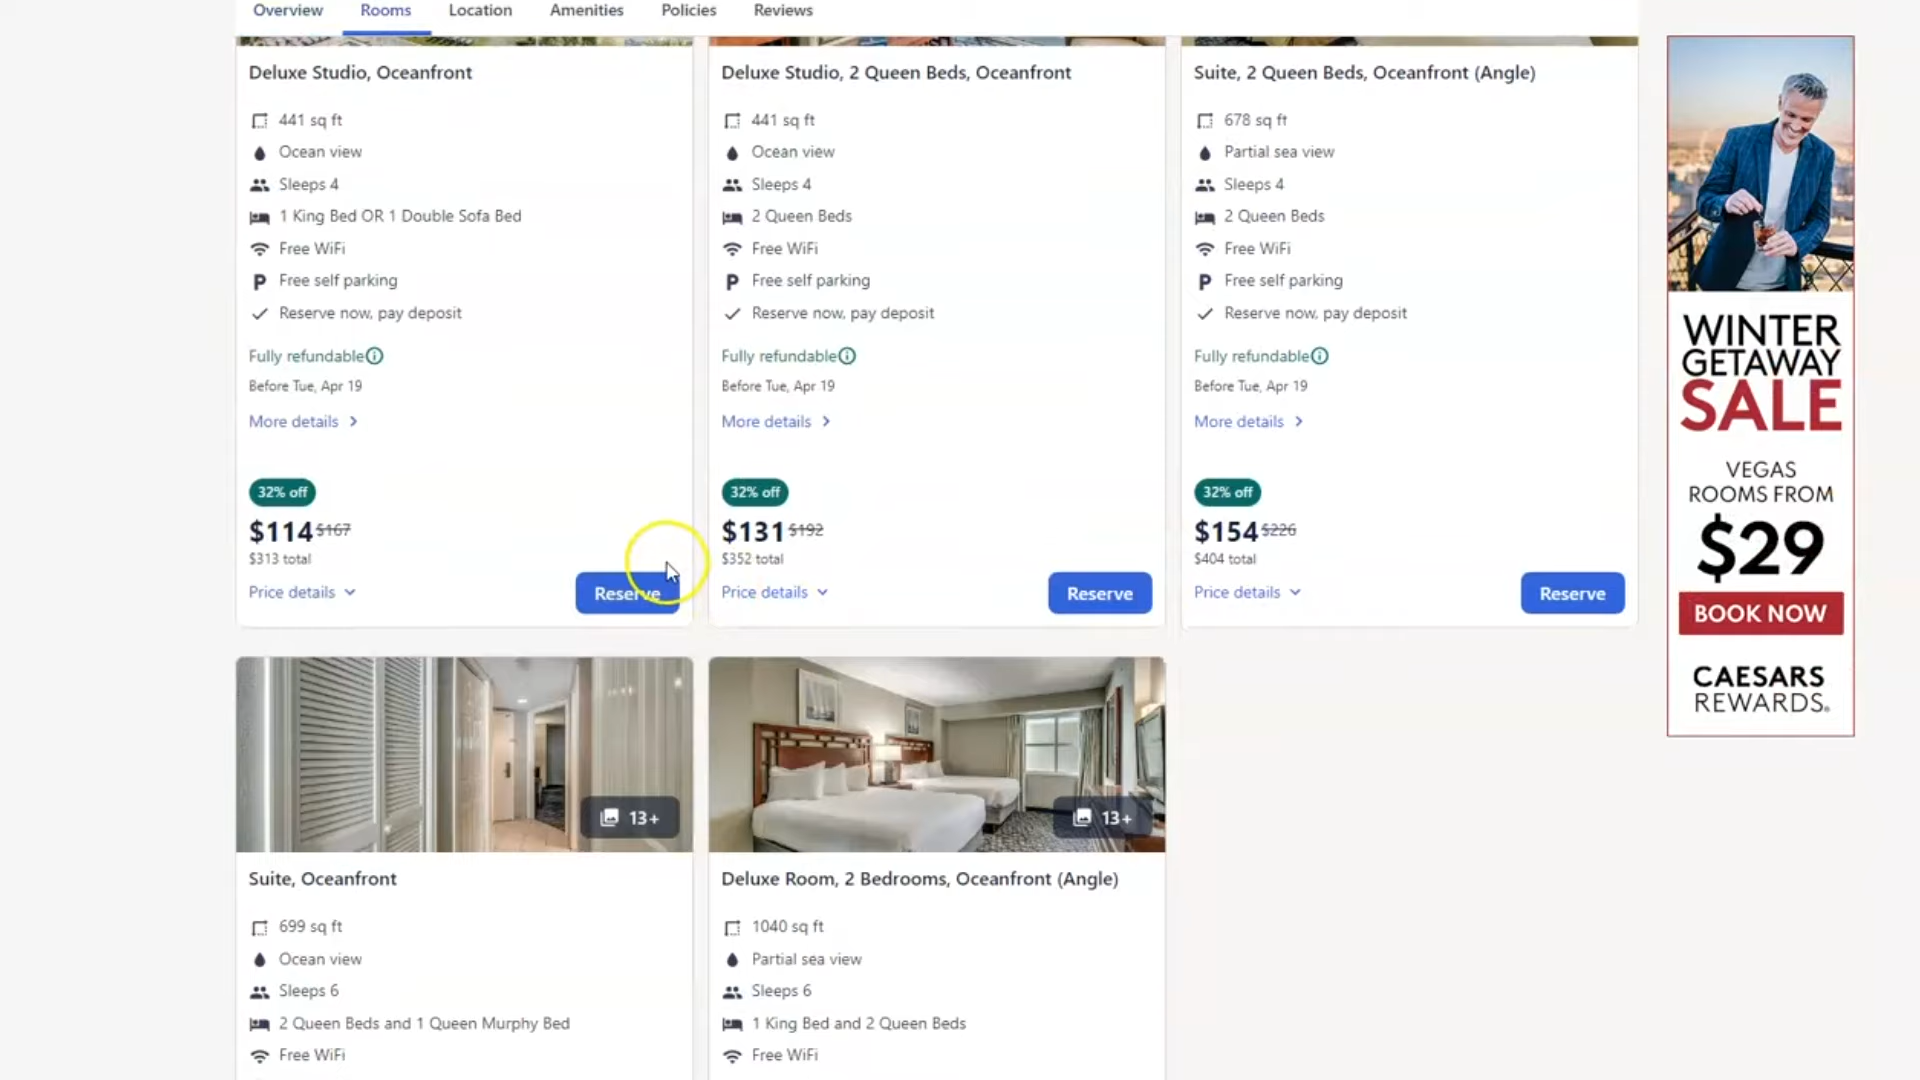 Overview Rooms Location Amenities Policies Reviews
Deluxe Studio, Oceanfront
441 sq ft
Ocean view
Sleeps 4
1 King Bed OR 1 Double Sofa Bed
Free WiFi
Free self parking
Reserve now, pay deposit
Fully refundable
Before Tue, Apr 19
More details
32% off
$114 $167
$313 total
Price details
Reserve
Deluxe Studio, 2 Queen Beds, Oceanfront
441 sq ft
Ocean view
Sleeps 4
2 Queen Beds
Free WiFi
Free self parking
Reserve now, pay deposit
Fully refundable
Before Tue, Apr 19
More details
32% off
$131 $192
$352 total
Price details
Reserve
Suite, 2 Queen Beds, Oceanfront (Angle)
678 sq ft
Partial sea view
Sleeps 4
2 Queen Beds
Free WiFi
Free self parking
Reserve now, pay deposit
Fully refundable
Before Tue, Apr 19
More details
32% off
$154 $226
$404 total
Price details
Reserve
13+
Suite, Oceanfront
699 sq ft
Ocean view
Sleeps 6
2 Queen Beds and 1 Queen Murphy Bed
Free WiFi
13+
Deluxe Room, 2 Bedrooms, Oceanfront (Angle)
1040 sq ft
Partial sea view
Sleeps 6
1 King Bed and 2 Queen Beds
Free WiFi
WINTER
GETAWAY
SALE
VEGAS
ROOMS FROM
$29
BOOK NOW
CAESARS
REWARDS®